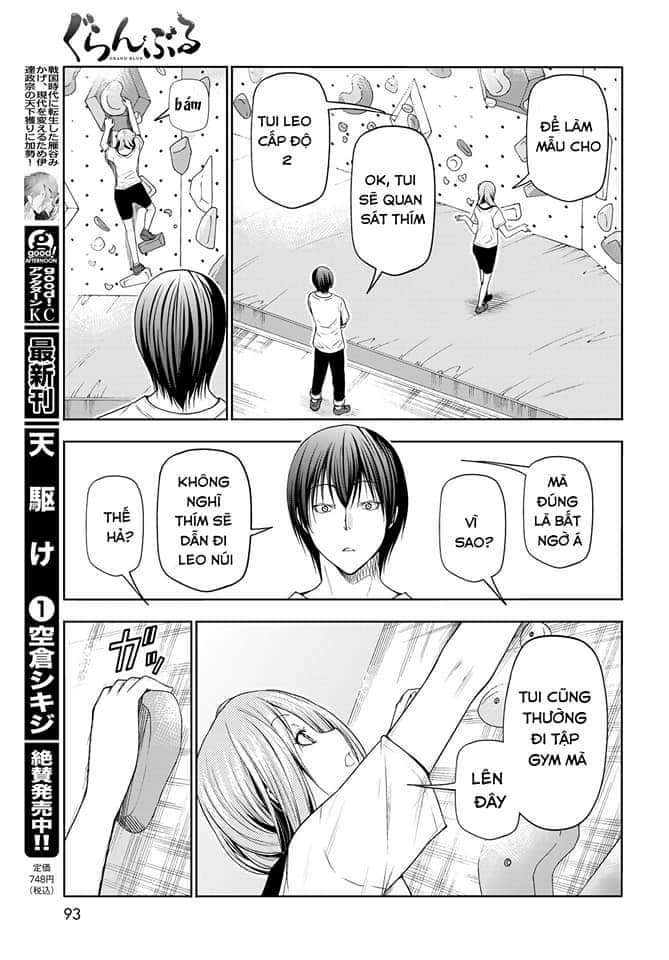 ぐらんぶる
GRAND BLUE
戦国時代に転生した雁谷み
かげ、現代を変えるため伊
達政宗の天下獲りに加勢!
good!
AFTERNOON
good!
アフタヌーン
KC
最新刊
天駆け
1
空倉シキジ
絶賛発売中!!
定価
748円
(税込)
ĐỂ LÀM
MẪU CHO
TUI LEO
CẤP ĐỘ
2
OK, TUI
SẼ QUAN
SÁT THÍM
bám
MÀ
ĐÚNG
LÀ BẤT
NGỜ Á
VÌ
SAO?
KHÔNG
NGHĨ
THÍM SẼ
DẪN ĐI
LEO NÚI
THẾ
HẢ?
TUI CŨNG
THƯỜNG
ĐI TẬP
GYM MÀ
LÊN
ĐÂY
ガッ
93